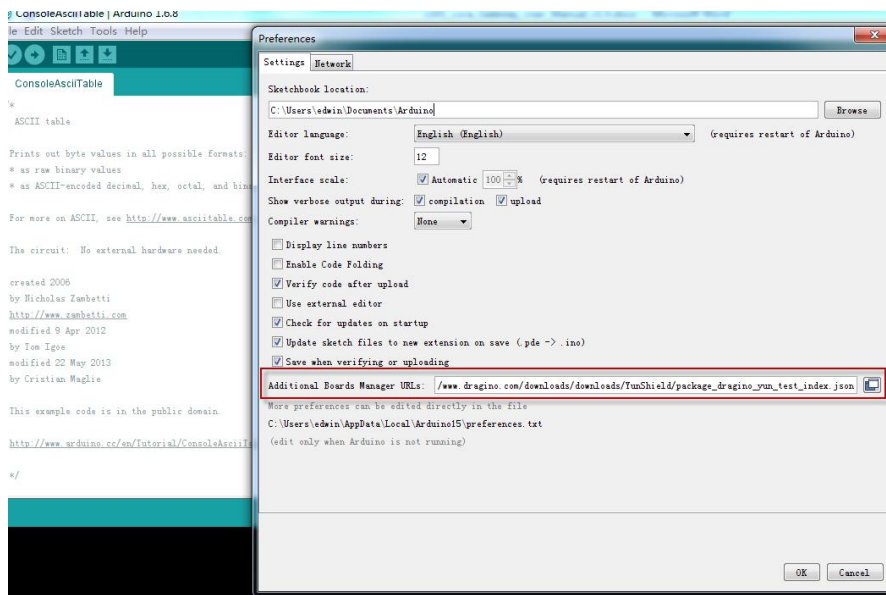 ConsoleAsciiTable | Arduino 1.6.8
le Edit Sketch Tools Help
ConsoleAsciiTable
ASCII table
Prints out byte values in all possible formats:
* as raw binary values
* as ASCII-encoded decimal, hex, octal, and bin
For more on ASCII, see http://www.asciitable.com
The circuit: No external hardware needed.
created 2006
by Nicholas Zambetti
http://www.zambetti.com
modified 9 Apr 2012
by Tom Igoe
modified 22 May 2013
by Cristian Maglie
This example code is in the public domain.
http://www.arduino.cc/en/Tutorial/ConsoleAsciiT
*/
Preferences
Settings Network
Sketchbook location:
C:\Users\edwin\Documents\Arduino
Browse
Editor language: English (English) (requires restart of Arduino)
Editor font size: 12
Interface scale: Automatic 100 % (requires restart of Arduino)
Show verbose output during: compilation upload
Compiler warnings: None
Display line numbers
Enable Code Folding
Verify code after upload
Use external editor
Check for updates on startup
Update sketch files to new extension on save (.pde -> .ino)
Save when verifying or uploading
Additional Boards Manager URLs: /www.dragino.com/downloads/downloads/YunShield/package_dragino_yun_test_index.json
More preferences can be edited directly in the file
C:\Users\edwin\AppData\Local\Arduino15\preferences.txt
(edit only when Arduino is not running)
OK Cancel